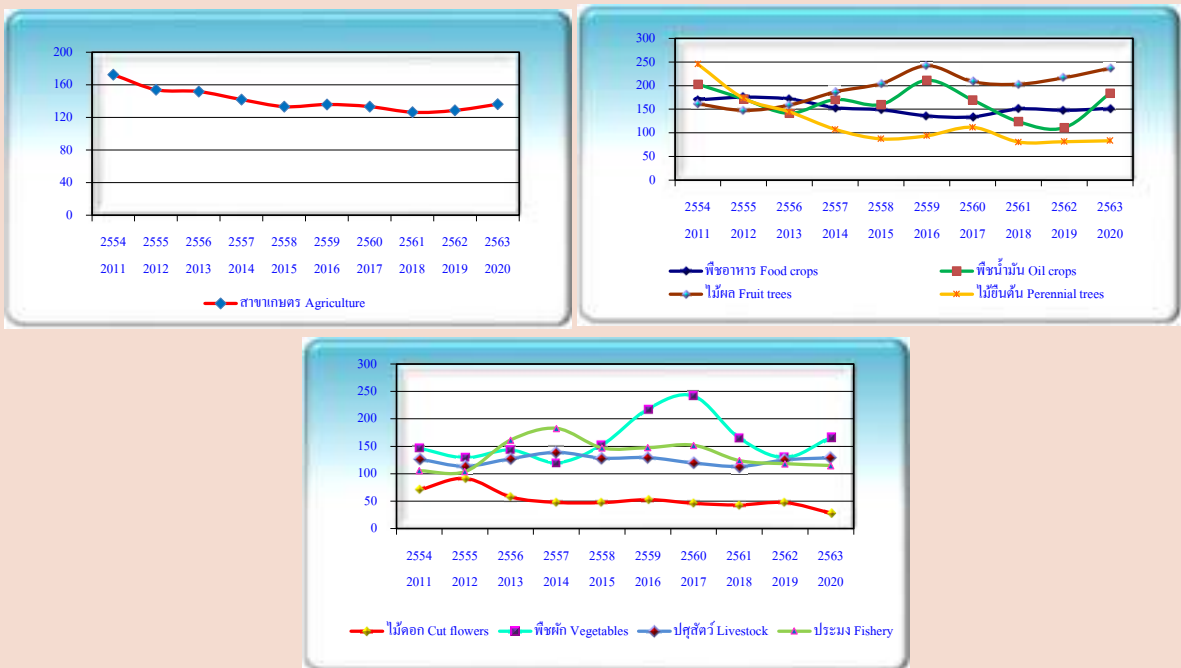 200
160
120
80
40
0
2554 2555 2556 2557 2558 2559 2560 2561 2562 2563
2011 2012 2013 2014 2015 2016 2017 2018 2019 2020
สาขาเกษตร Agriculture
300
250
200
150
100
50
0
2554 2555 2556 2557 2558 2559 2560 2561 2562 2563
2011 2012 2013 2014 2015 2016 2017 2018 2019 2020
พืชอาหาร Food crops พืชน้ำมัน Oil crops
ไม้ผล Fruit trees ไม้ยืนต้น Perennial trees
300
250
200
150
100
50
0
2554 2555 2556 2557 2558 2559 2560 2561 2562 2563
2011 2012 2013 2014 2015 2016 2017 2018 2019 2020
ไม้ดอก Cut flowers พืชผัก Vegetables ปศุสัตว์ Livestock ประมง Fishery